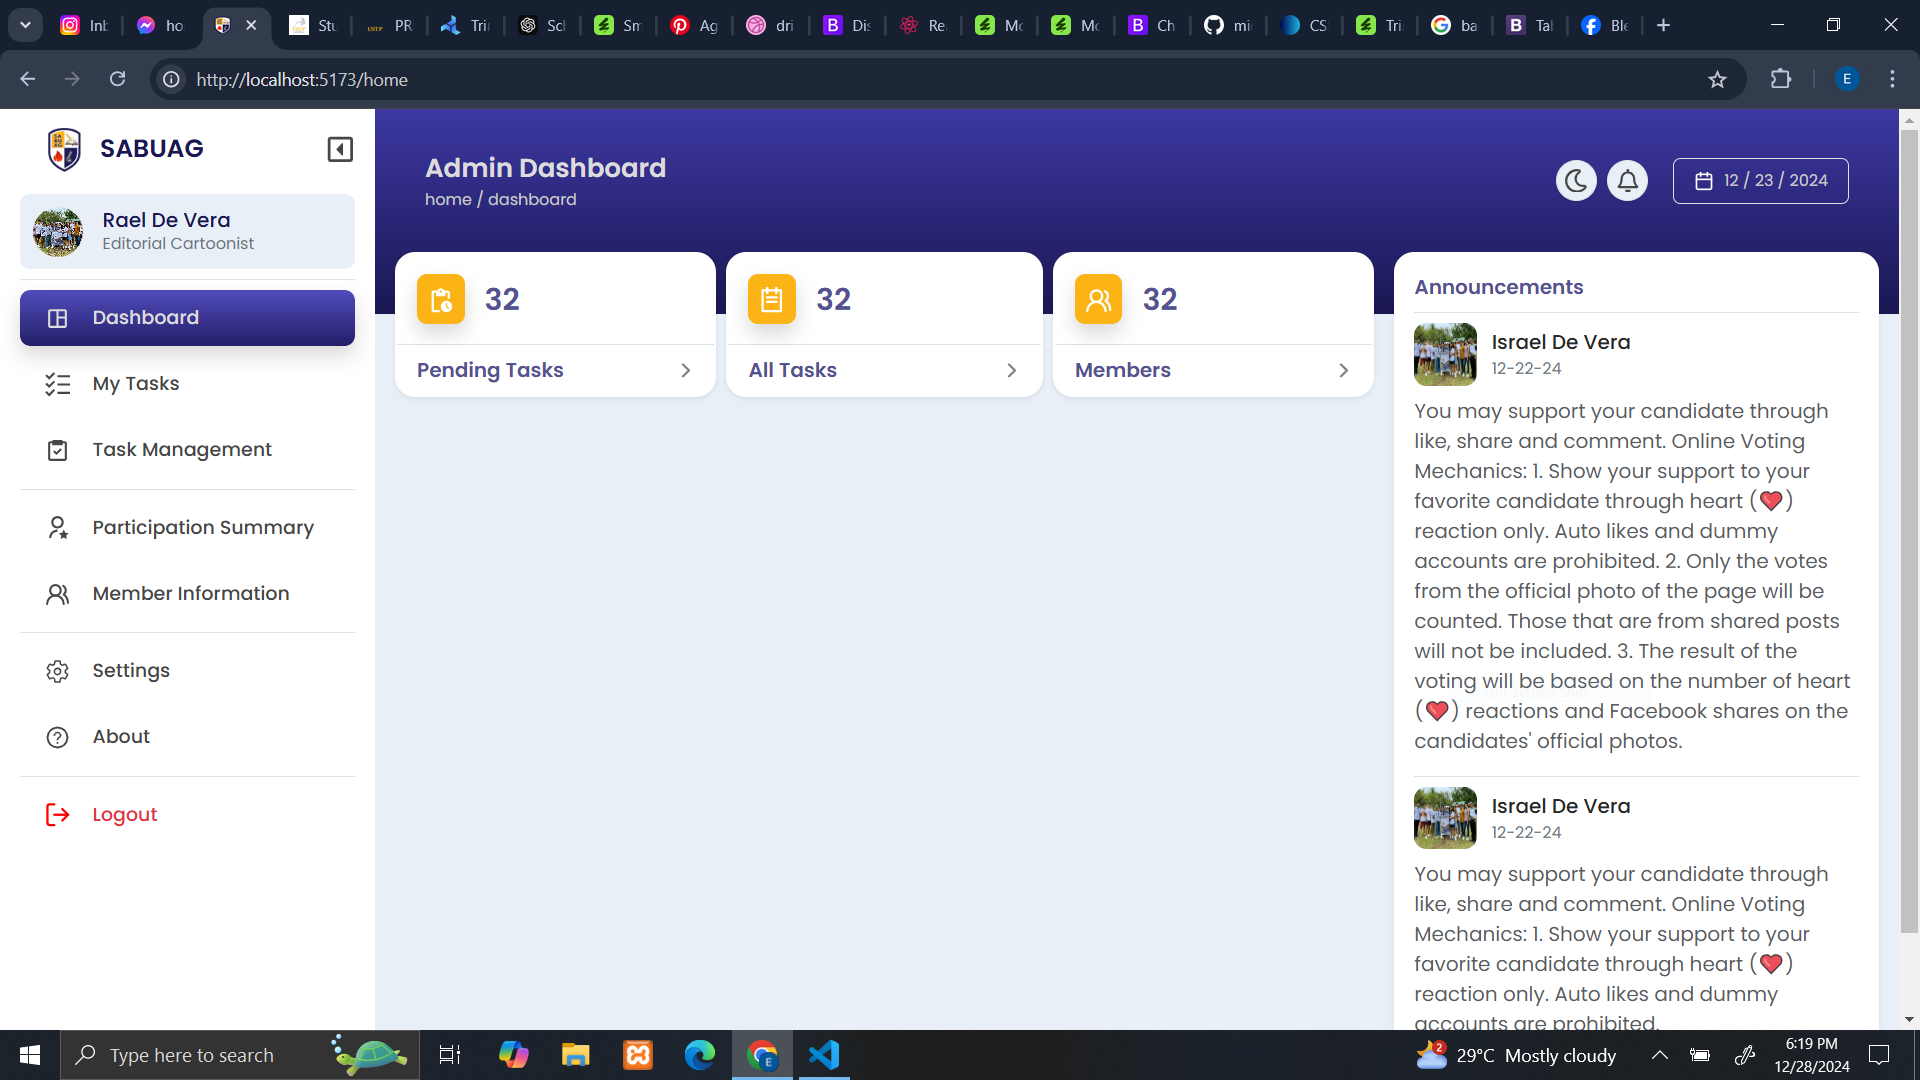 Inb
ho
Stu
USTP PR
Tri
Sch
Sm
Ag
dri
Dis
Rea
Mo
Mo
Ch
mi
CS
Tri
ba
Tal
Ble
http://localhost:5173/home
E
SABUAG
Rael De Vera
Editorial Cartoonist
Dashboard
My Tasks
Task Management
Participation Summary
Member Information
Settings
About
Logout
Admin Dashboard
home / dashboard
12 / 23 / 2024
32
Pending Tasks
32
All Tasks
32
Members
Announcements
Israel De Vera
12-22-24
You may support your candidate through
like, share and comment. Online Voting
Mechanics: 1. Show your support to your
favorite candidate through heart (❤️)
reaction only. Auto likes and dummy
accounts are prohibited. 2. Only the votes
from the official photo of the page will be
counted. Those that are from shared posts
will not be included. 3. The result of the
voting will be based on the number of heart
(❤️) reactions and Facebook shares on the
candidates' official photos.
Israel De Vera
12-22-24
You may support your candidate through
like, share and comment. Online Voting
Mechanics: 1. Show your support to your
favorite candidate through heart (❤️)
reaction only. Auto likes and dummy
accounts are prohibited.
Type here to search
2
29°C Mostly cloudy
6:19 PM
12/28/2024